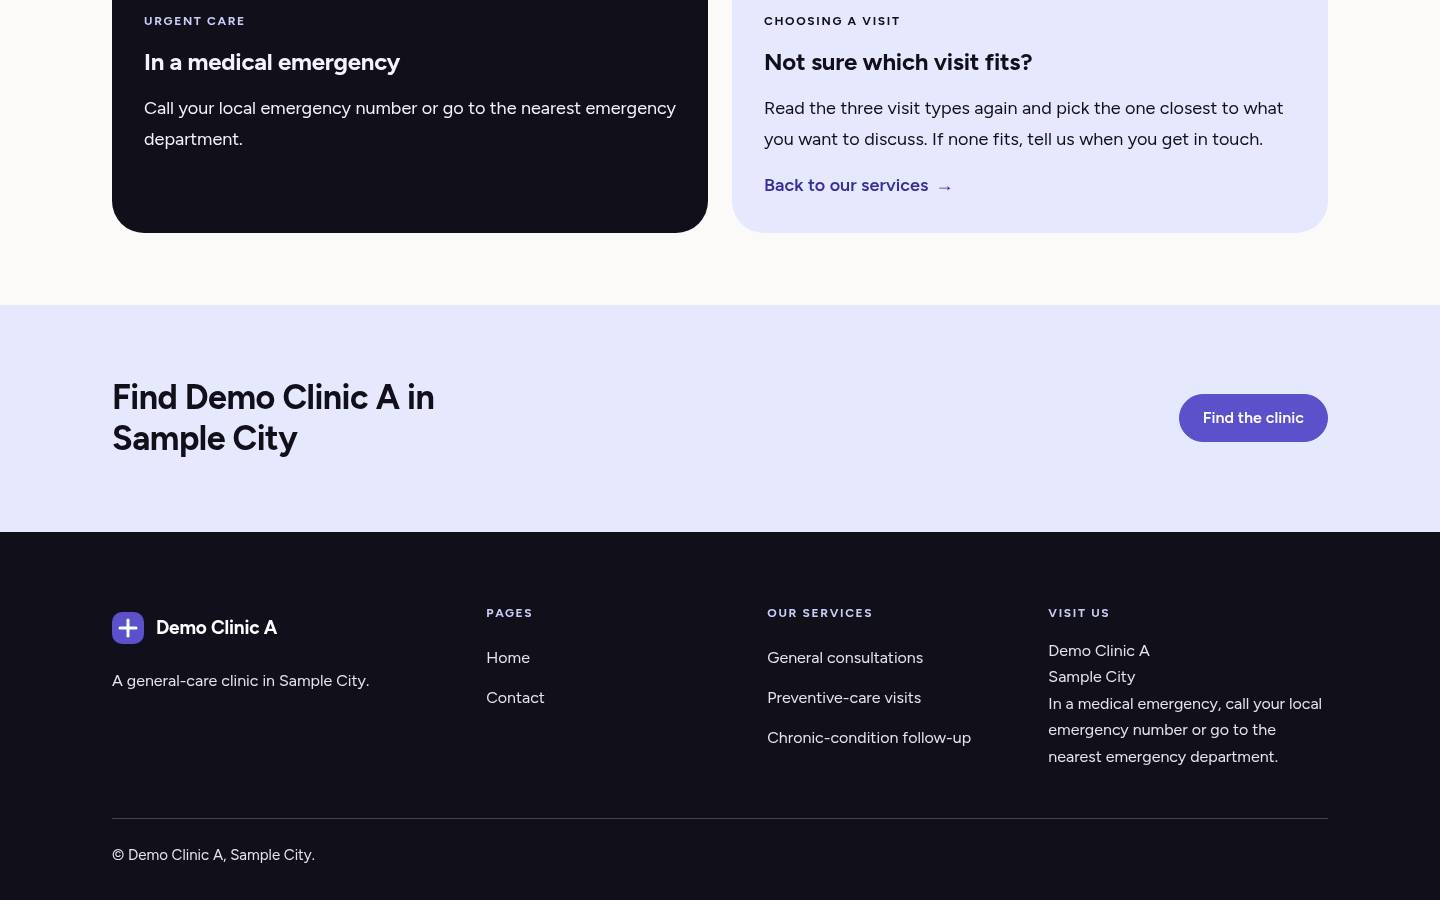 URGENT CARE
In a medical emergency
Call your local emergency number or go to the nearest emergency
department.
CHOOSING A VISIT
Not sure which visit fits?
Read the three visit types again and pick the one closest to what
you want to discuss. If none fits, tell us when you get in touch.
Back to our services →
Find Demo Clinic A in
Sample City
Find the clinic
Demo Clinic A
A general-care clinic in Sample City.
PAGES
Home
Contact
OUR SERVICES
General consultations
Preventive-care visits
Chronic-condition follow-up
VISIT US
Demo Clinic A
Sample City
In a medical emergency, call your local
emergency number or go to the
nearest emergency department.
© Demo Clinic A, Sample City.